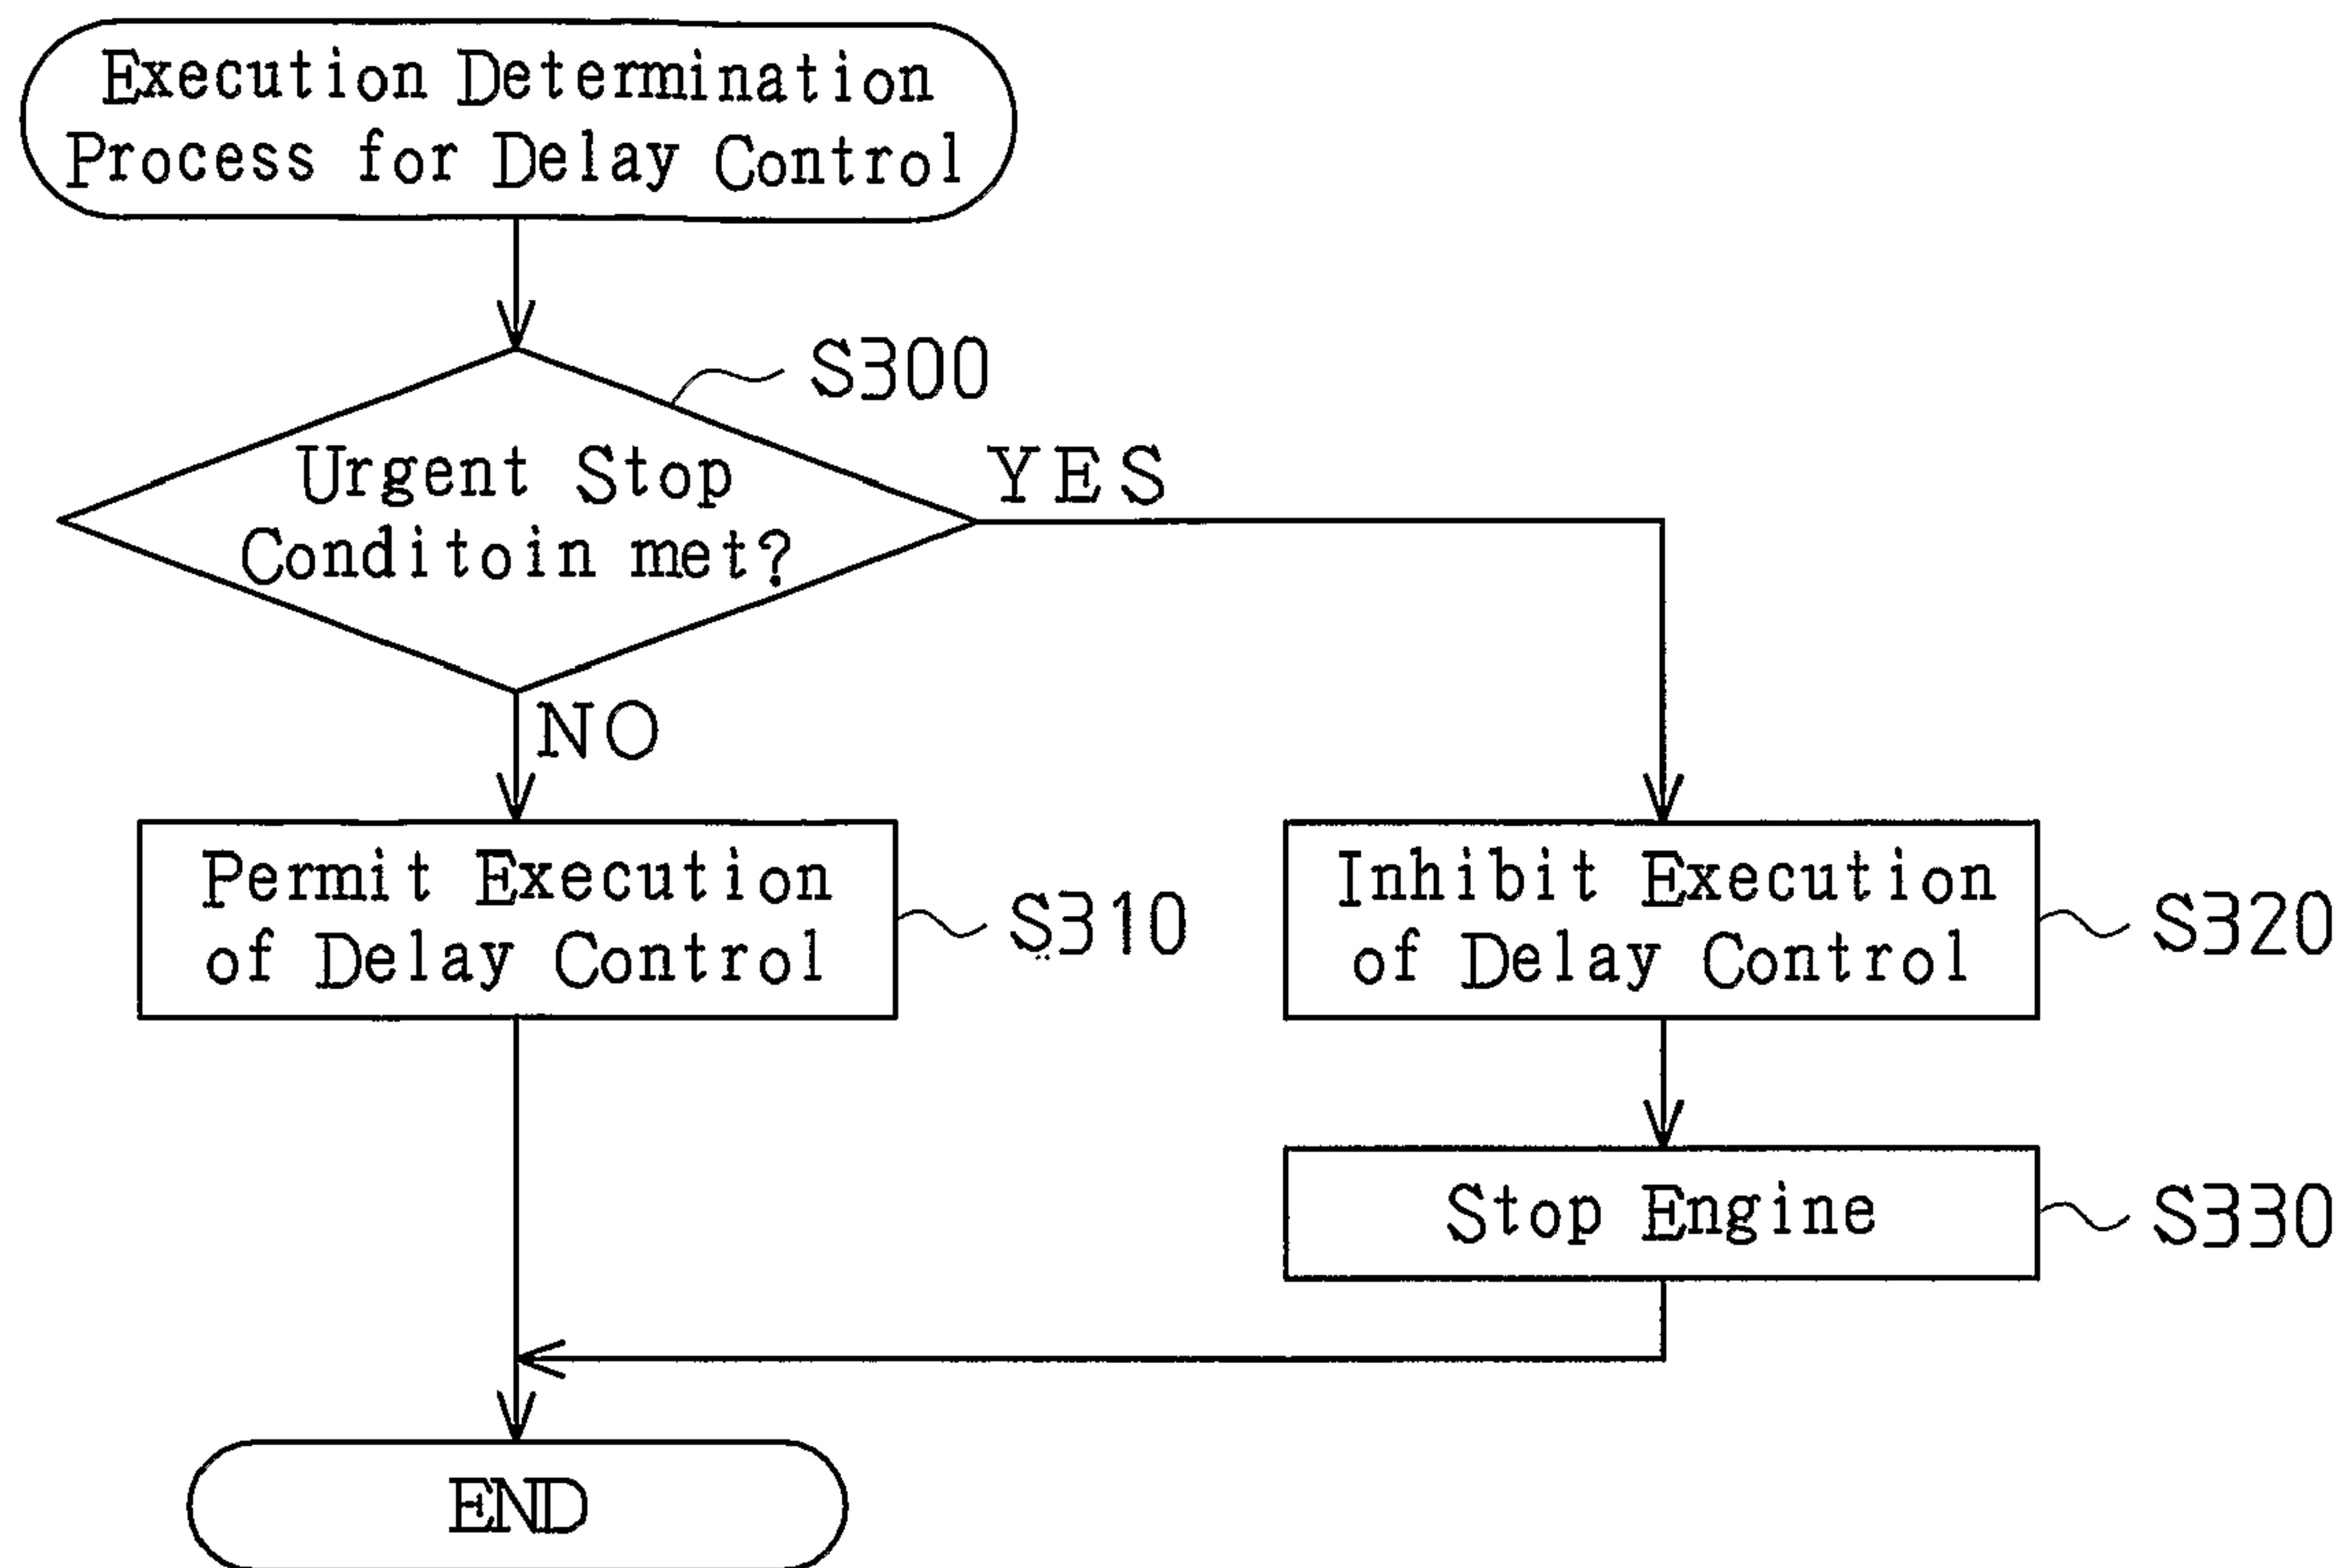 Execution Determination
Process for Delay Control
S300
Urgent Stop
Conditoin met?
YES
NO
Permit Execution
of Delay Control
S310
Inhibit Execution
of Delay Control
S320
Stop Engine
S330
END